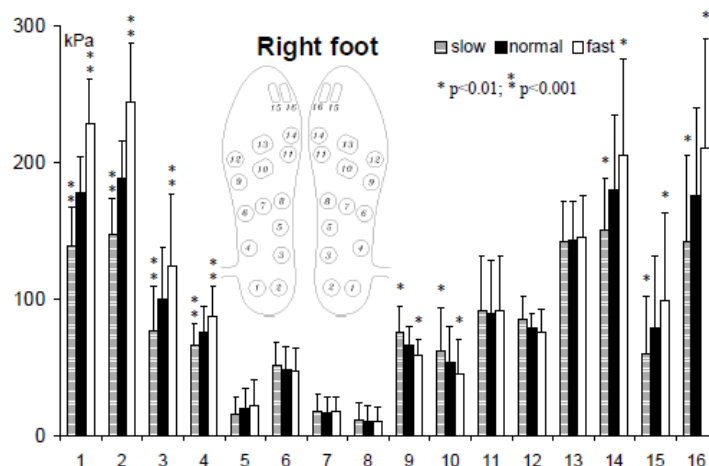 300
kPa
Right foot
slow normal fast
* p<0.01; ** p<0.001
200
100
0
1 2 3 4 5 6 7 8 9 10 11 12 13 14 15 16
15 16 16 15
14 13 12 11 10 9 8 7 6 5 4 3 2 1
14 13 12 11 10 9 8 7 6 5 4 3 2 1